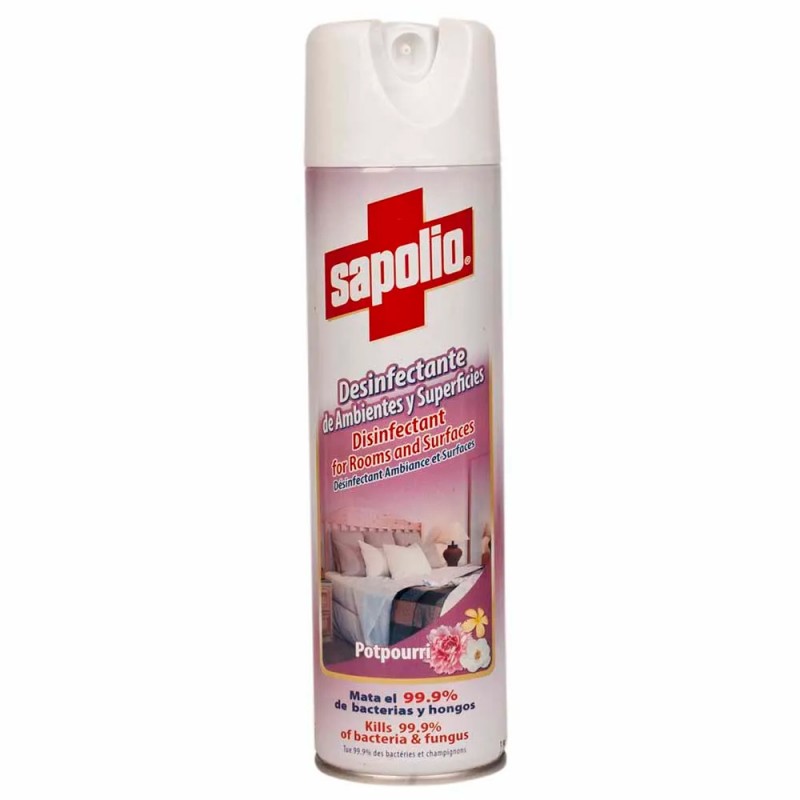 sapolio®
Desinfectante
de Ambientes y Superficies
Disinfectant
for Rooms and Surfaces
Désinfectant Ambiance et Surfaces
Potpourri
Mata el 99.9%
de bacterias y hongos
Kills 99.9%
of bacteria & fungus
Tue 99.9% des bactéries et champignons